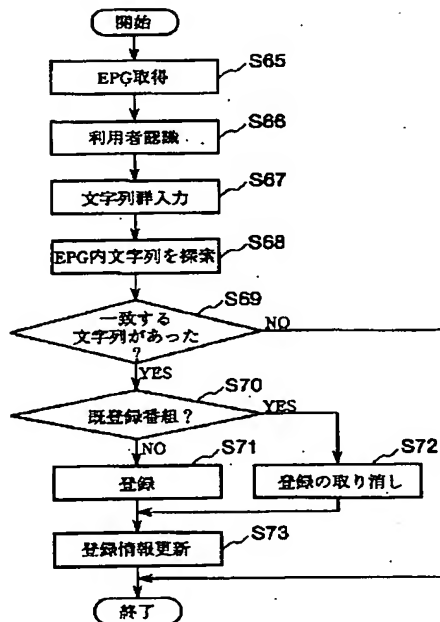 開始
S65
EPG取得
S66
利用者認識
S67
文字列群入力
S68
EPG内文字列を探索
S69
一致する
文字列があった
?
NO
YES
S70
既登録番組?
YES
NO
S71
S72
登録
登録の取り消し
S73
登録情報更新
終了